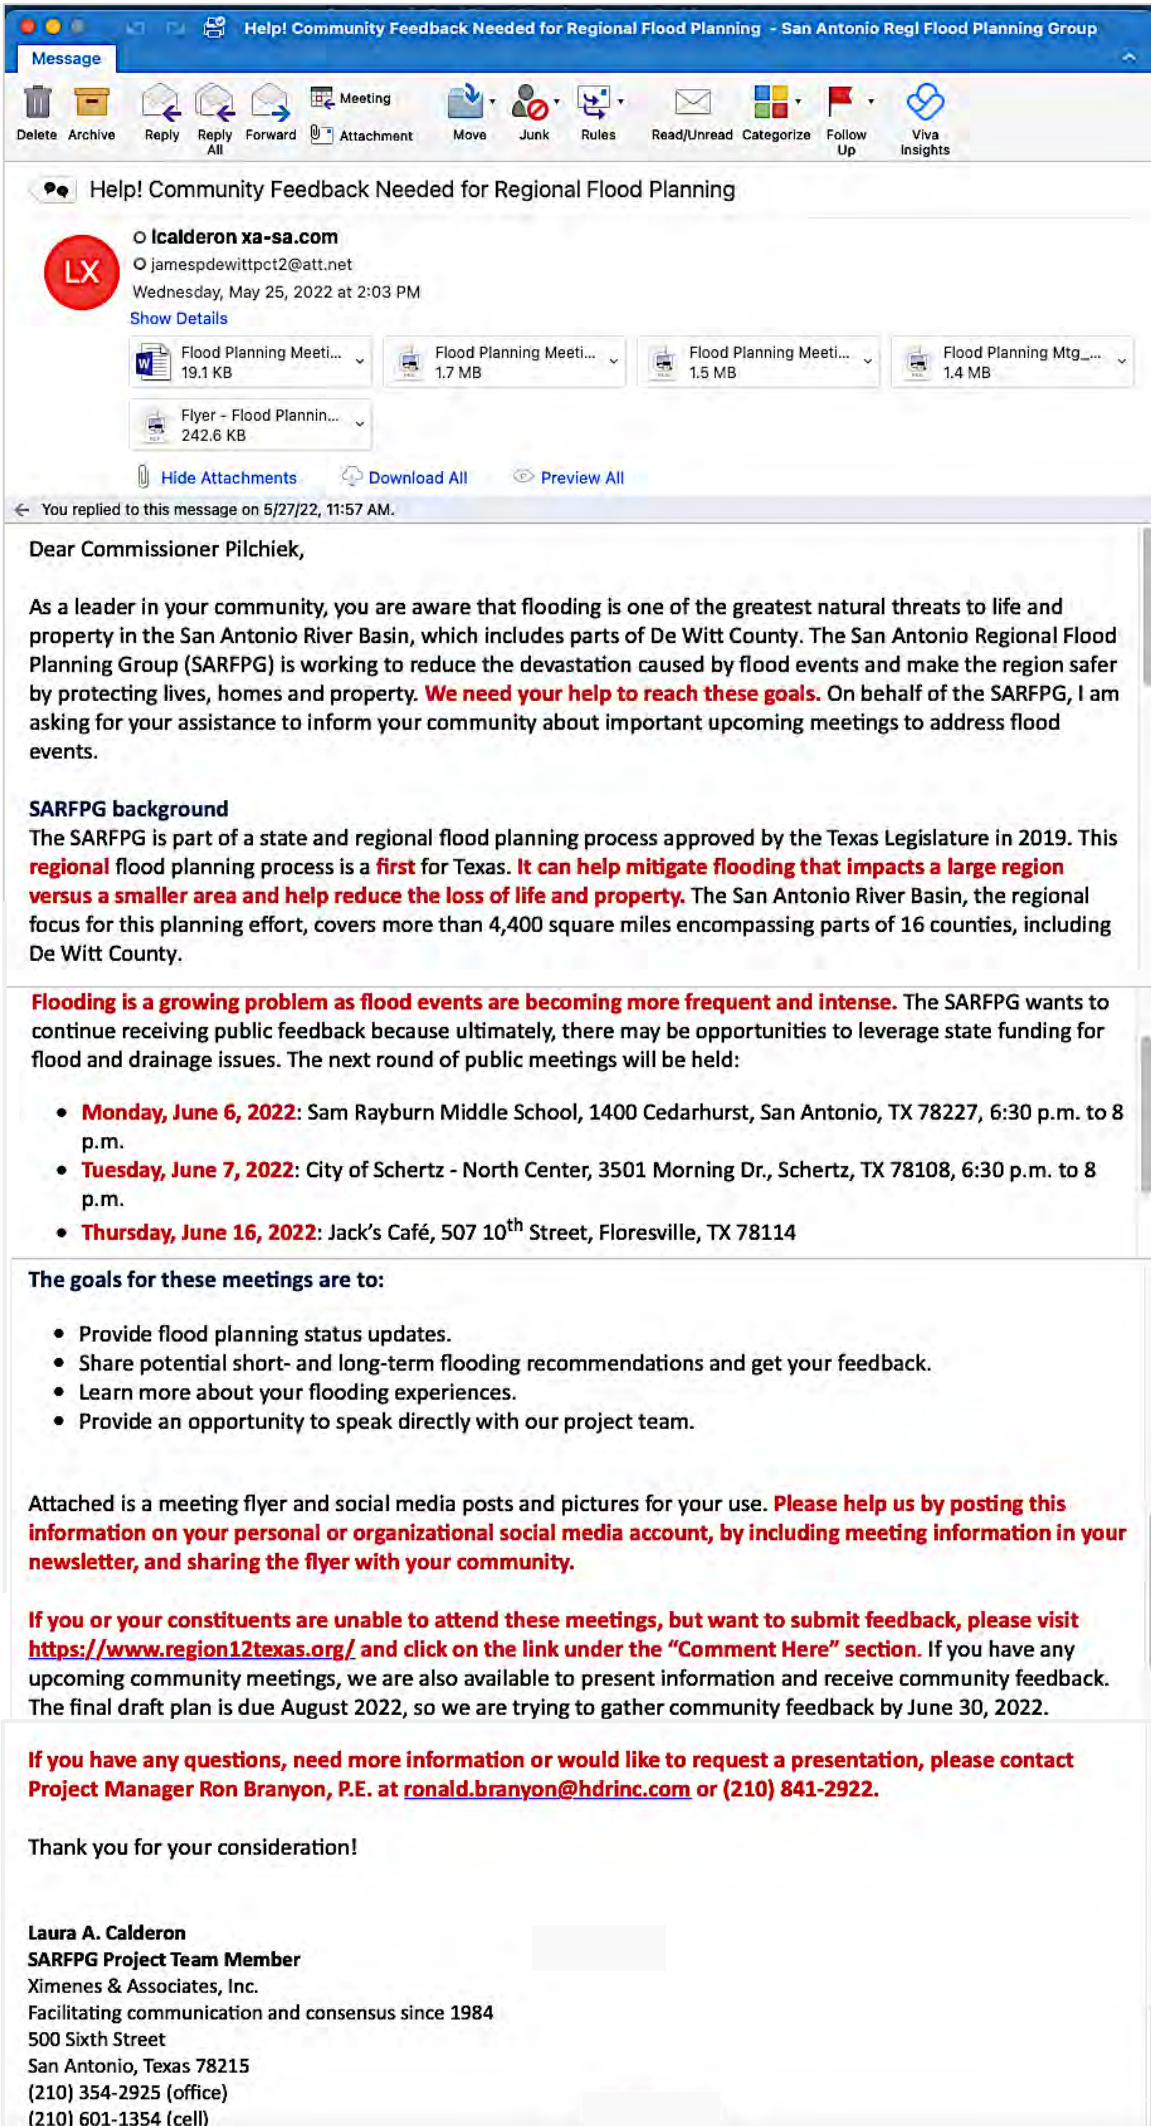 Help! Community Feedback Needed for Regional Flood Planning - San Antonio Regl Flood Planning Group
Message
Delete Archive Reply Reply All Forward Meeting Attachment Move Junk Rules Read/Unread Categorize Follow Up Viva Insights
Help! Community Feedback Needed for Regional Flood Planning
LX
lcalderon xa-sa.com
jamespdewittpct2@att.net
Wednesday, May 25, 2022 at 2:03 PM
Show Details
Flood Planning Meeti... Flood Planning Meeti... Flood Planning Meeti... Flood Planning Mtg_...
19.1 KB 1.7 MB 1.5 MB 1.4 MB
Flyer - Flood Plannin...
242.6 KB
Hide Attachments Download All Preview All
You replied to this message on 5/27/22, 11:57 AM.
Dear Commissioner Pilchiek,
As a leader in your community, you are aware that flooding is one of the greatest natural threats to life and
property in the San Antonio River Basin, which includes parts of De Witt County. The San Antonio Regional Flood
Planning Group (SARFPG) is working to reduce the devastation caused by flood events and make the region safer
by protecting lives, homes and property. We need your help to reach these goals. On behalf of the SARFPG, I am
asking for your assistance to inform your community about important upcoming meetings to address flood
events.
SARFPG background
The SARFPG is part of a state and regional flood planning process approved by the Texas Legislature in 2019. This
regional flood planning process is a first for Texas. It can help mitigate flooding that impacts a large region
versus a smaller area and help reduce the loss of life and property. The San Antonio River Basin, the regional
focus for this planning effort, covers more than 4,400 square miles encompassing parts of 16 counties, including
De Witt County.
Flooding is a growing problem as flood events are becoming more frequent and intense. The SARFPG wants to
continue receiving public feedback because ultimately, there may be opportunities to leverage state funding for
flood and drainage issues. The next round of public meetings will be held:
• Monday, June 6, 2022: Sam Rayburn Middle School, 1400 Cedarhurst, San Antonio, TX 78227, 6:30 p.m. to 8
p.m.
• Tuesday, June 7, 2022: City of Schertz - North Center, 3501 Morning Dr., Schertz, TX 78108, 6:30 p.m. to 8
p.m.
• Thursday, June 16, 2022: Jack's Café, 507 10th Street, Floresville, TX 78114
The goals for these meetings are to:
• Provide flood planning status updates.
• Share potential short- and long-term flooding recommendations and get your feedback.
• Learn more about your flooding experiences.
• Provide an opportunity to speak directly with our project team.
Attached is a meeting flyer and social media posts and pictures for your use. Please help us by posting this
information on your personal or organizational social media account, by including meeting information in your
newsletter, and sharing the flyer with your community.
If you or your constituents are unable to attend these meetings, but want to submit feedback, please visit
https://www.region12texas.org/ and click on the link under the “Comment Here” section. If you have any
upcoming community meetings, we are also available to present information and receive community feedback.
The final draft plan is due August 2022, so we are trying to gather community feedback by June 30, 2022.
If you have any questions, need more information or would like to request a presentation, please contact
Project Manager Ron Branyon, P.E. at ronald.branyon@hdrinc.com or (210) 841-2922.
Thank you for your consideration!
Laura A. Calderon
SARFPG Project Team Member
Ximenes & Associates, Inc.
Facilitating communication and consensus since 1984
500 Sixth Street
San Antonio, Texas 78215
(210) 354-2925 (office)
(210) 601-1354 (cell)